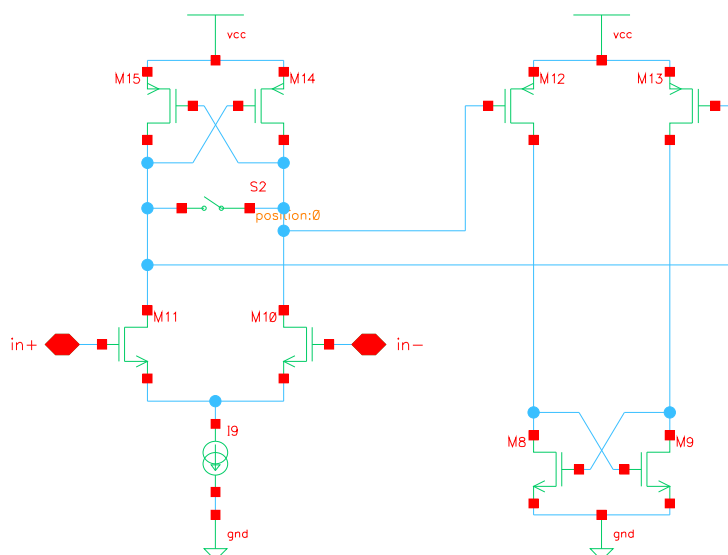 vcc
vcc
M15
M14
M12
M13
S2
position:0
M11
M10
in+
in-
I9
M8
M9
gnd
gnd